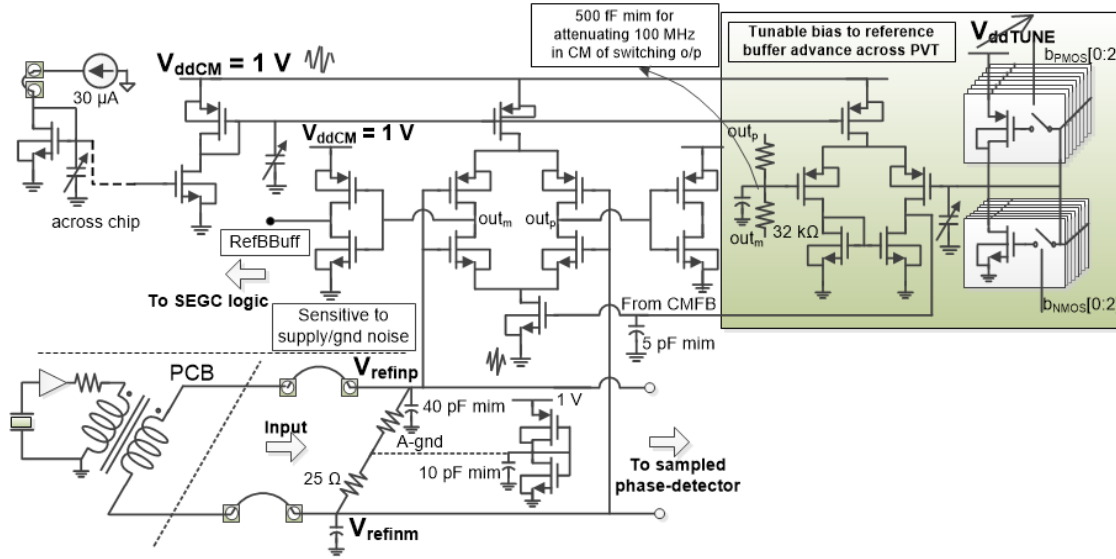 500 fF mim for
attenuating 100 MHz
in CM of switching o/p
Tunable bias to reference
buffer advance across PVT
VddTUNE
bPMOS[0:2
VddCM = 1 V
30 µA
VddCM = 1 V
outp
outm
outp
across chip
RefBBuff
outm
32 kΩ
To SEGC logic
From CMFB
bNMOS[0:2
Sensitive to
supply/gnd noise
5 pF mim
PCB
Vrefinp
40 pF mim
1 V
Input
A-gnd
10 pF mim
25 Ω
To sampled
phase-detector
Vrefinm